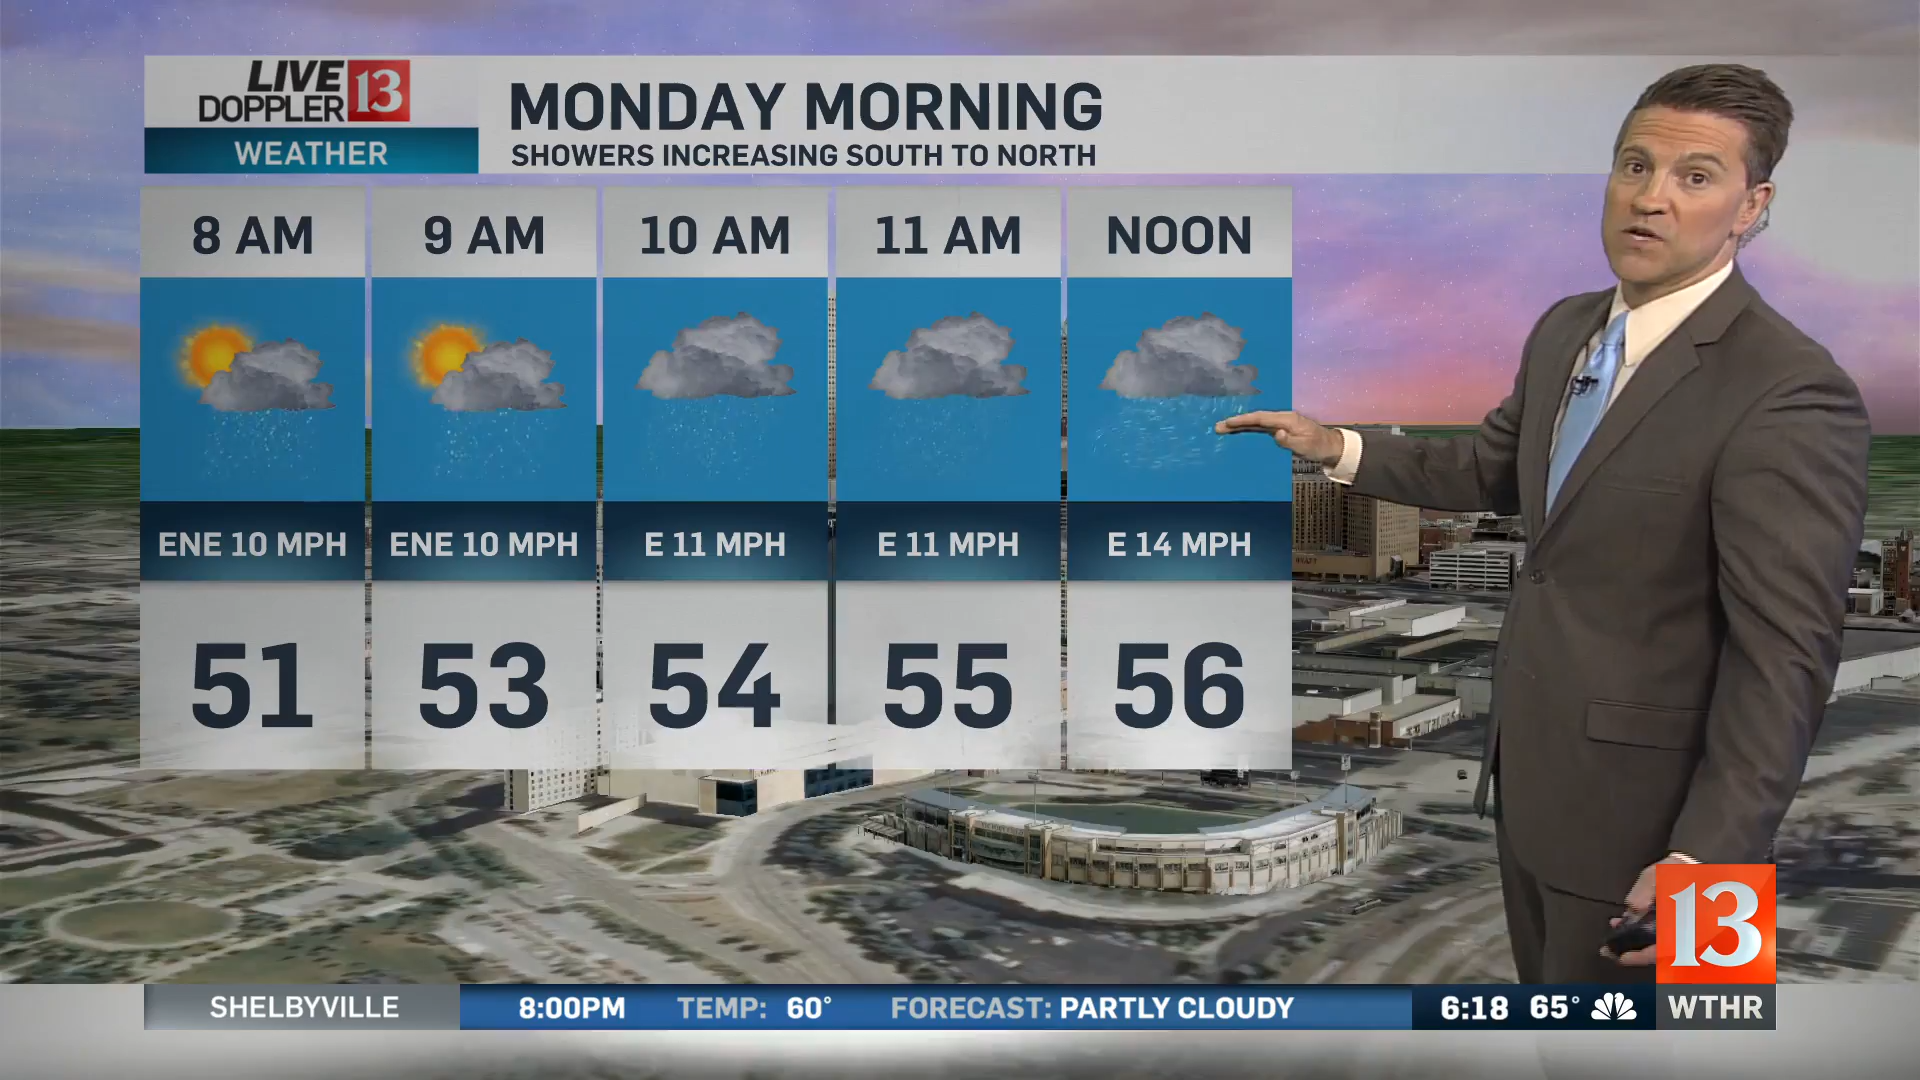 LIVE
DOPPLER 13
WEATHER
MONDAY MORNING
SHOWERS INCREASING SOUTH TO NORTH
8 AM
9 AM
10 AM
11 AM
NOON
ENE 10 MPH
ENE 10 MPH
E 11 MPH
E 11 MPH
E 14 MPH
51
53
54
55
56
13
SHELBYVILLE
8:00PM TEMP: 60° FORECAST: PARTLY CLOUDY
6:18 65°
WTHR